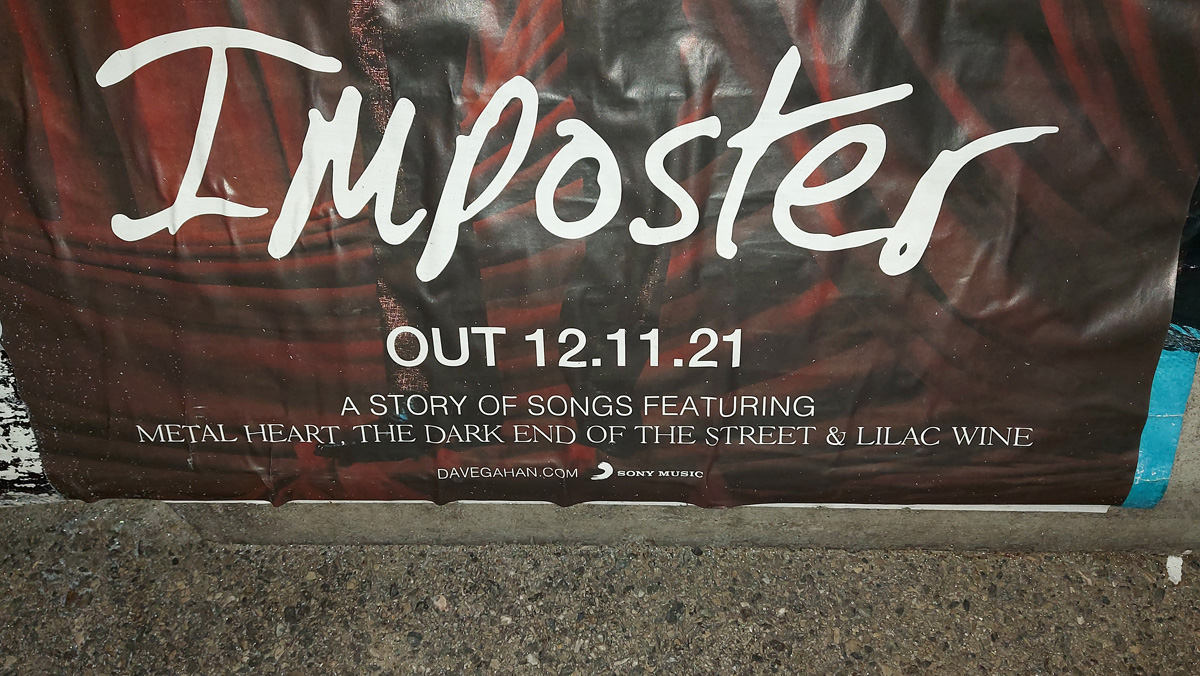 Imposter
OUT 12.11.21
A STORY OF SONGS FEATURING
METAL HEART, THE DARK END OF THE STREET & LILAC WINE
DAVEGAHAN.COM SONY MUSIC